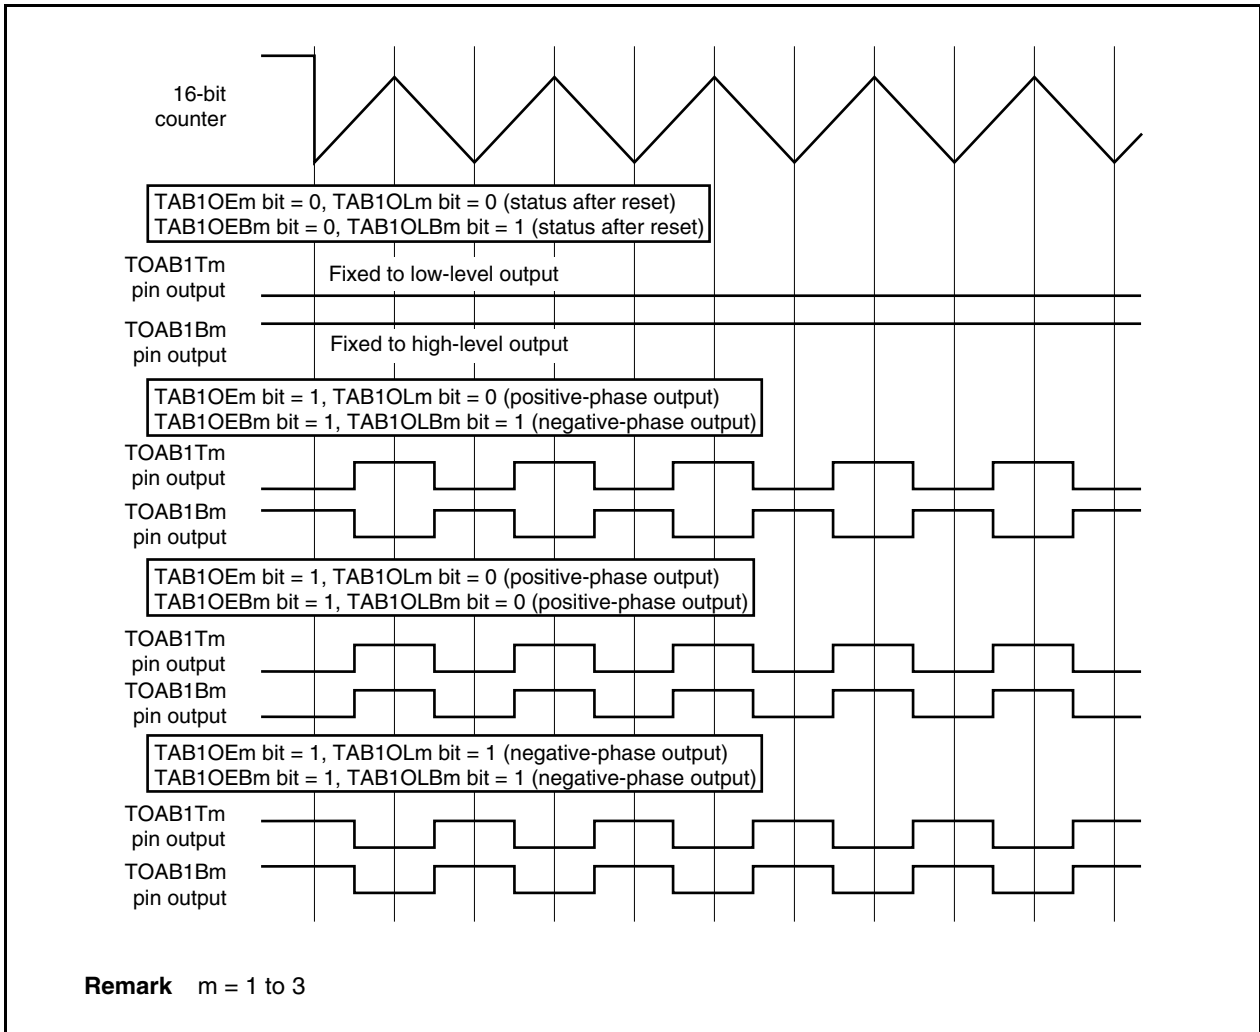 16-bit
counter
TAB1OEm bit = 0, TAB1OLm bit = 0 (status after reset)
TAB1OEBm bit = 0, TAB1OLBm bit = 1 (status after reset)
TOAB1Tm
pin output
Fixed to low-level output
TOAB1Bm
pin output
Fixed to high-level output
TAB1OEm bit = 1, TAB1OLm bit = 0 (positive-phase output)
TAB1OEBm bit = 1, TAB1OLBm bit = 1 (negative-phase output)
TOAB1Tm
pin output
TOAB1Bm
pin output
TAB1OEm bit = 1, TAB1OLm bit = 0 (positive-phase output)
TAB1OEBm bit = 1, TAB1OLBm bit = 0 (positive-phase output)
TOAB1Tm
pin output
TOAB1Bm
pin output
TAB1OEm bit = 1, TAB1OLm bit = 1 (negative-phase output)
TAB1OEBm bit = 1, TAB1OLBm bit = 1 (negative-phase output)
TOAB1Tm
pin output
TOAB1Bm
pin output
Remark m = 1 to 3